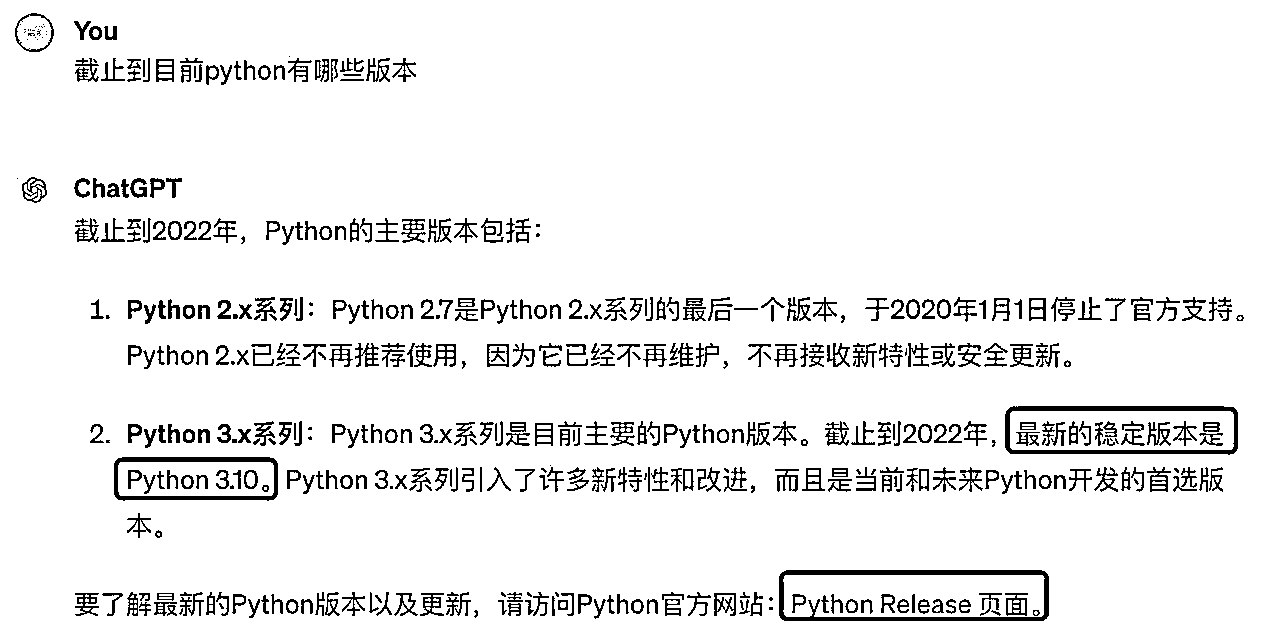 You
截止到目前python有哪些版本
ChatGPT
截止到2022年，Python的主要版本包括：
1. Python 2.x系列：Python 2.7是Python 2.x系列的最后一个版本，于2020年1月1日停止了官方支持。
Python 2.x已经不再推荐使用，因为它已经不再维护，不再接收新特性或安全更新。
2. Python 3.x系列：Python 3.x系列是目前主要的Python版本。截止到2022年，最新的稳定版本是
Python 3.10。Python 3.x系列引入了许多新特性和改进，而且是当前和未来Python开发的首选版
本。
要了解最新的Python版本以及更新，请访问Python官方网站：Python Release 页面。